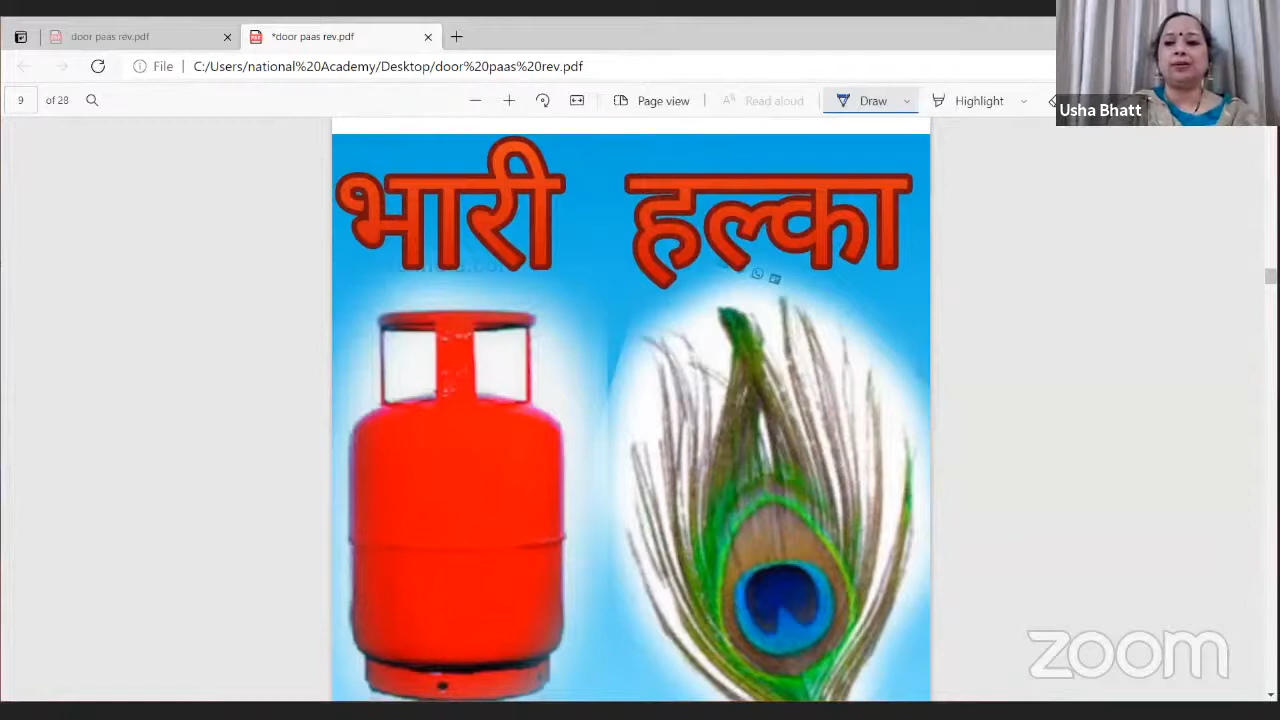 door paas rev.pdf
*door paas rev.pdf
File
C:/Users/national%20Academy/Desktop/door%20paas%20rev.pdf
9 of 28
Page view
Read aloud
Draw
Highlight
Usha Bhatt
भारी हल्का
zoom